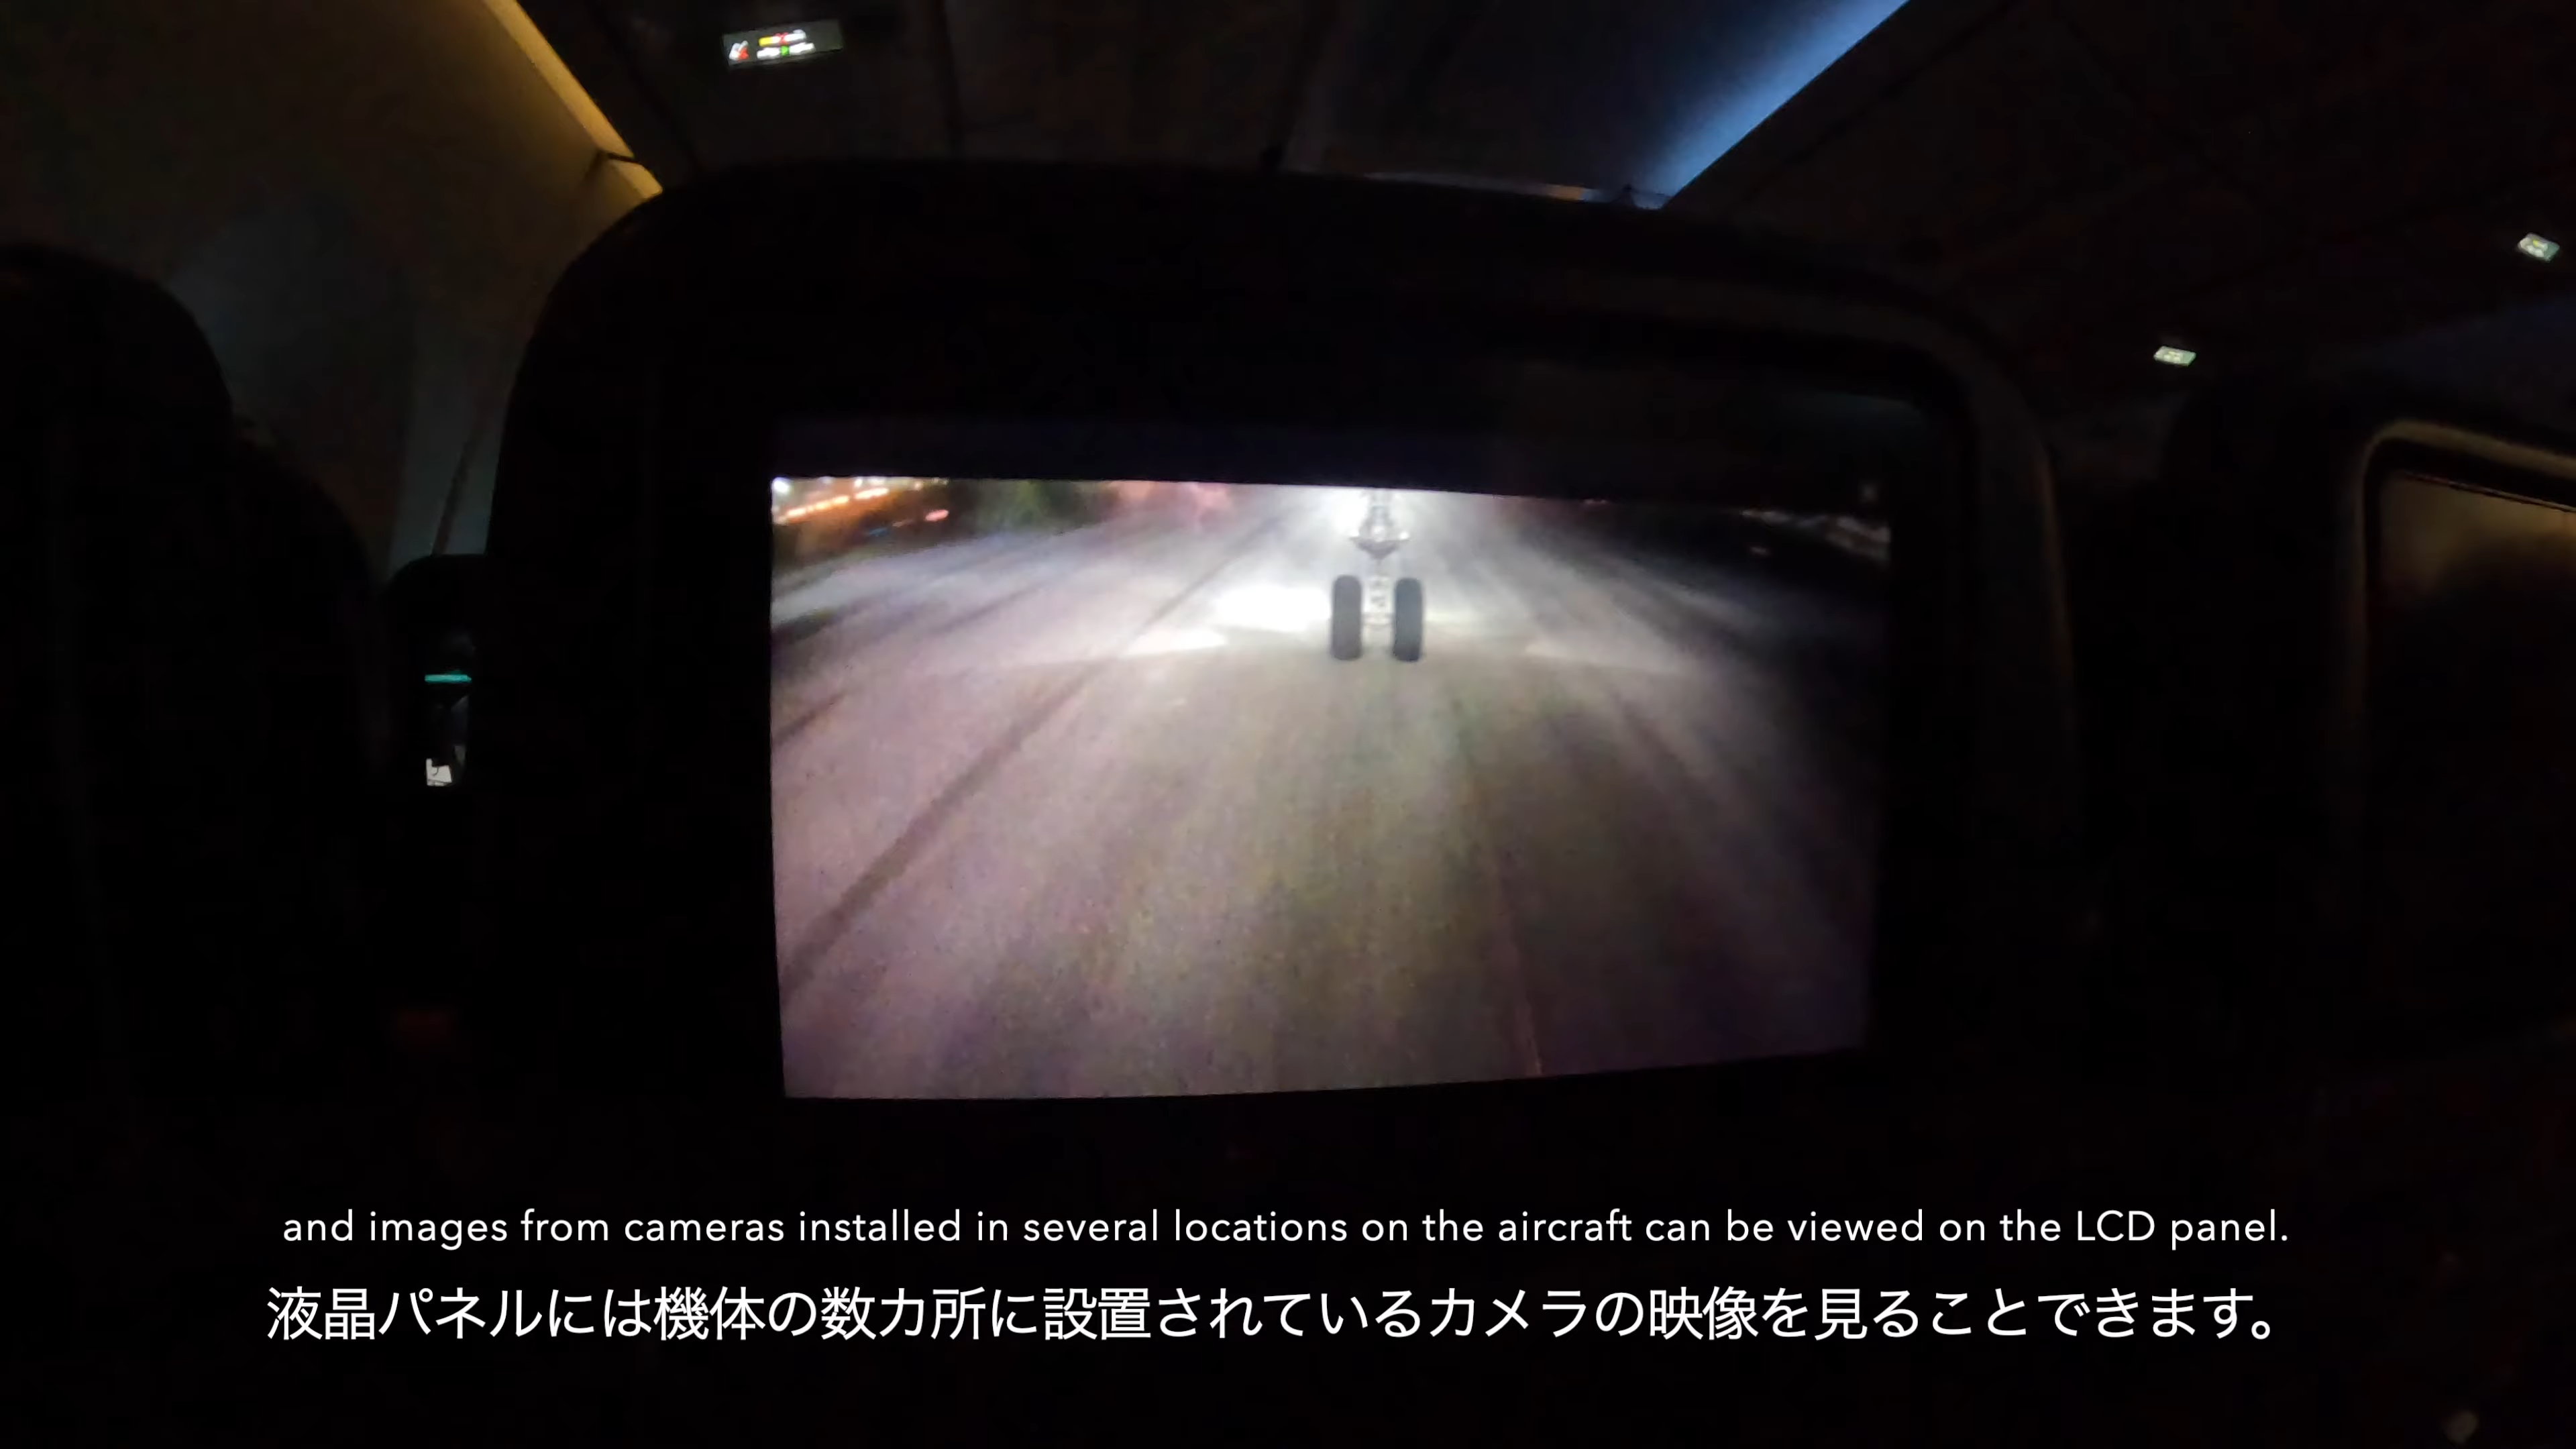 and images from cameras installed in several locations on the aircraft can be viewed on the LCD panel.
液晶パネルには機体の数カ所に設置されているカメラの映像を見ることできます。